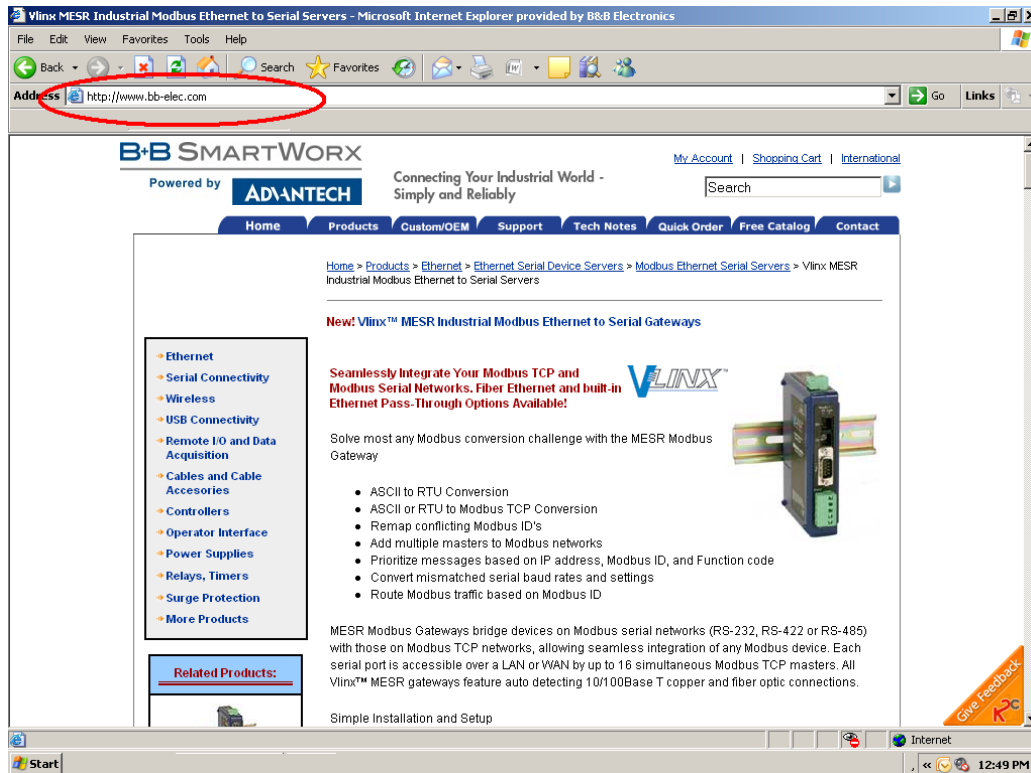 Vlinx MESR Industrial Modbus Ethernet to Serial Servers - Microsoft Internet Explorer provided by B&B Electronics
File Edit View Favorites Tools Help
Back Search Favorites
Address http://www.bb-elec.com Go Links
B+B SMARTWORX
Powered by ADVANTECH
Connecting Your Industrial World -
Simply and Reliably
My Account | Shopping Cart | International
Search
Home Products Custom/OEM Support Tech Notes Quick Order Free Catalog Contact
Home > Products > Ethernet > Ethernet Serial Device Servers > Modbus Ethernet Serial Servers > Vlinx MESR
Industrial Modbus Ethernet to Serial Servers
New! Vlinx™ MESR Industrial Modbus Ethernet to Serial Gateways
Ethernet
Serial Connectivity
Wireless
USB Connectivity
Remote I/O and Data
Acquisition
Cables and Cable
Accesories
Controllers
Operator Interface
Power Supplies
Relays, Timers
Surge Protection
More Products
Related Products:
Seamlessly Integrate Your Modbus TCP and
Modbus Serial Networks. Fiber Ethernet and built-in
Ethernet Pass-Through Options Available!
VLINX™
Solve most any Modbus conversion challenge with the MESR Modbus
Gateway
● ASCII to RTU Conversion
● ASCII or RTU to Modbus TCP Conversion
● Remap conflicting Modbus ID's
● Add multiple masters to Modbus networks
● Prioritize messages based on IP address, Modbus ID, and Function code
● Convert mismatched serial baud rates and settings
● Route Modbus traffic based on Modbus ID
MESR Modbus Gateways bridge devices on Modbus serial networks (RS-232, RS-422 or RS-485)
with those on Modbus TCP networks, allowing seamless integration of any Modbus device. Each
serial port is accessible over a LAN or WAN by up to 16 simultaneous Modbus TCP masters. All
Vlinx™ MESR gateways feature auto detecting 10/100Base T copper and fiber optic connections.
Simple Installation and Setup
Give Feedback
K2C
Internet
Start
12:49 PM